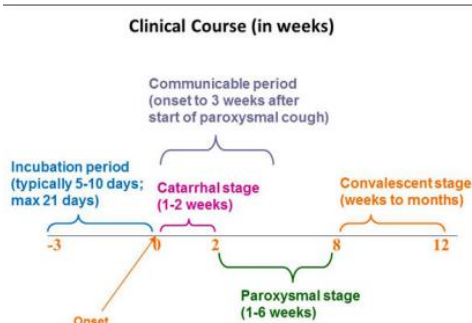 Clinical Course (in weeks)
Communicable period
(onset to 3 weeks after
start of paroxysmal cough)
Incubation period
(typically 5-10 days;
max 21 days)
Catarrhal stage
(1-2 weeks)
Convalescent stage
(weeks to months)
-3 0 2 8 12
Paroxysmal stage
(1-6 weeks)
Onset